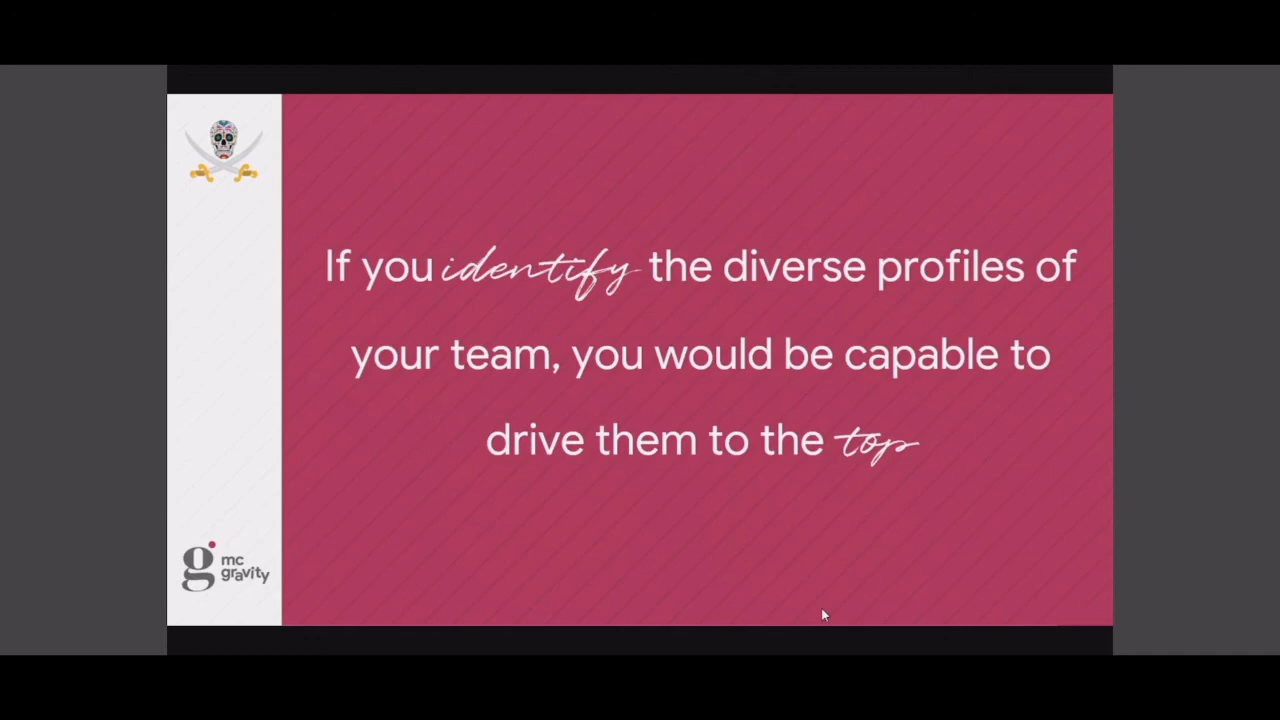 If you identify the diverse profiles of
your team, you would be capable to
drive them to the top
g mc
gravity